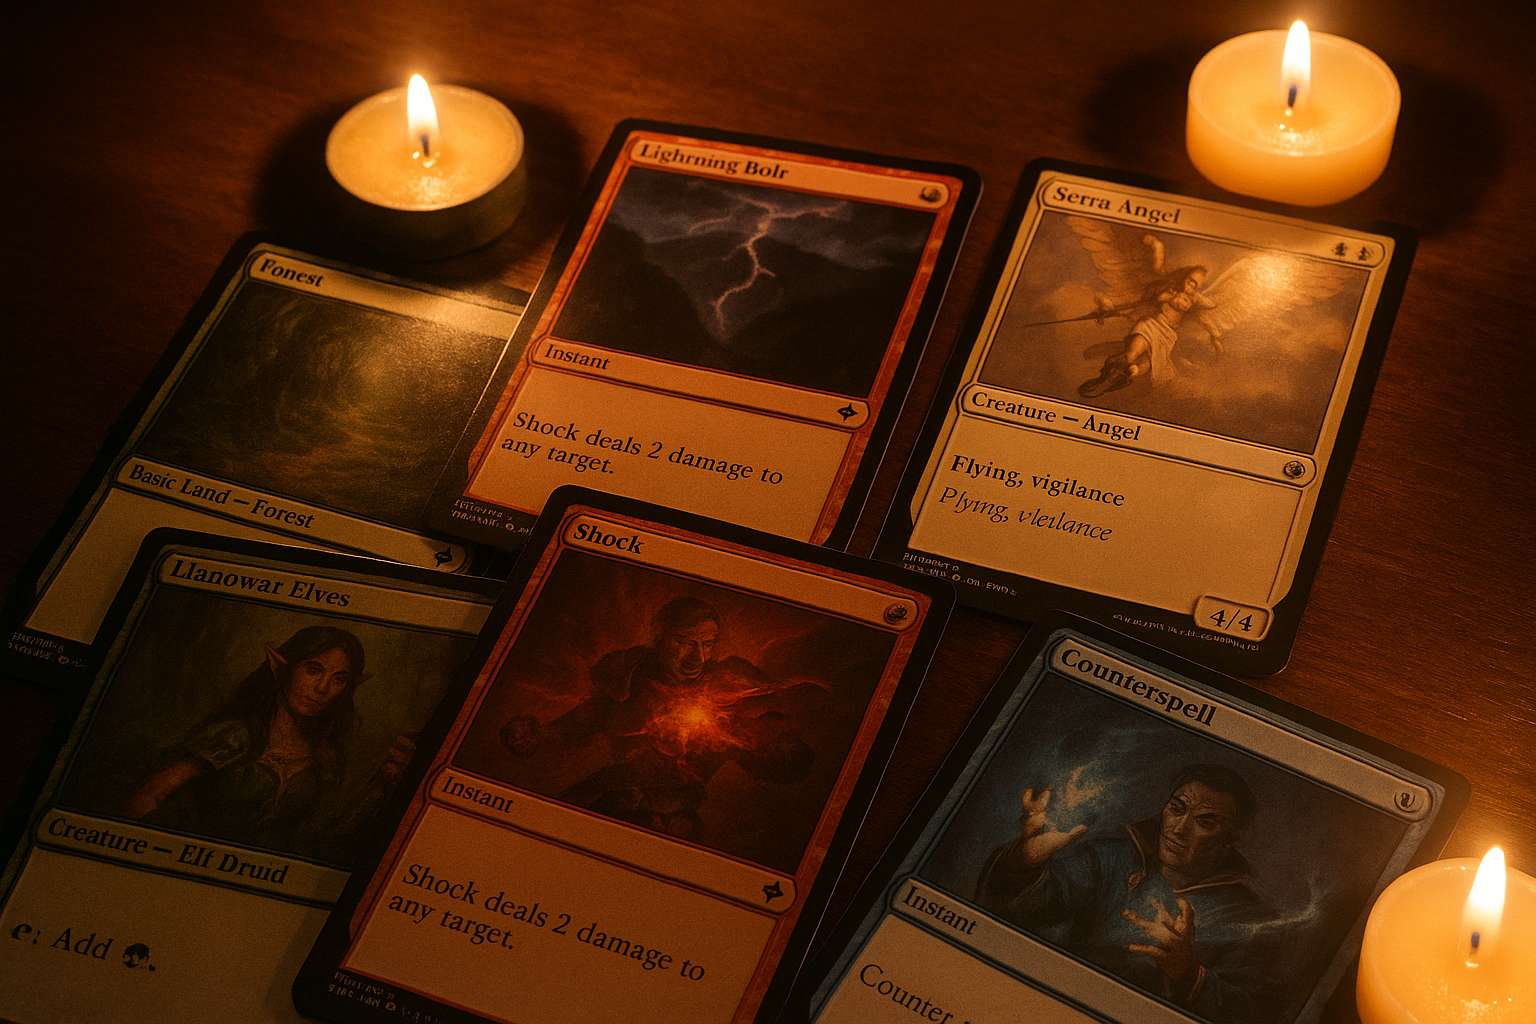 Lighrning Bolr
Instant
Shock deals 2 damage to
any target.
Serra Angel
Creature — Angel
Flying, vigilance
Plying, vleilance
4/4
Fonest
Basic Land — Forest
Llanowar Elves
Creature — Elf Druid
: Add
Shock
Instant
Shock deals 2 damage to
any target.
Counterspell
Instant
Counter